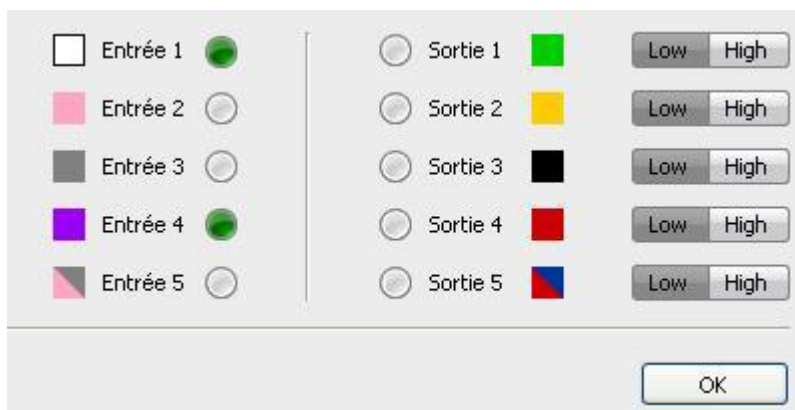 Entrée 1 Sortie 1 Low High
Entrée 2 Sortie 2 Low High
Entrée 3 Sortie 3 Low High
Entrée 4 Sortie 4 Low High
Entrée 5 Sortie 5 Low High
OK